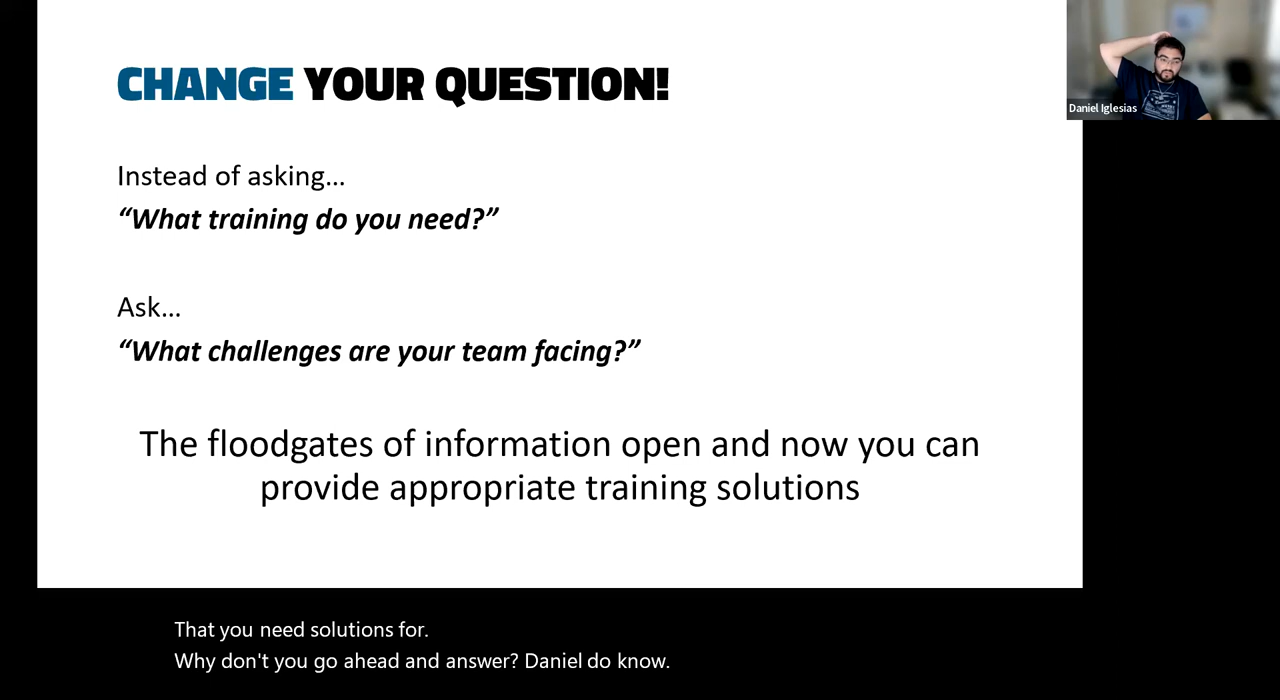 CHANGE YOUR QUESTION!
Daniel Iglesias
Instead of asking...
“What training do you need?”
Ask...
“What challenges are your team facing?”
The floodgates of information open and now you can
provide appropriate training solutions
That you need solutions for.
Why don't you go ahead and answer? Daniel do know.